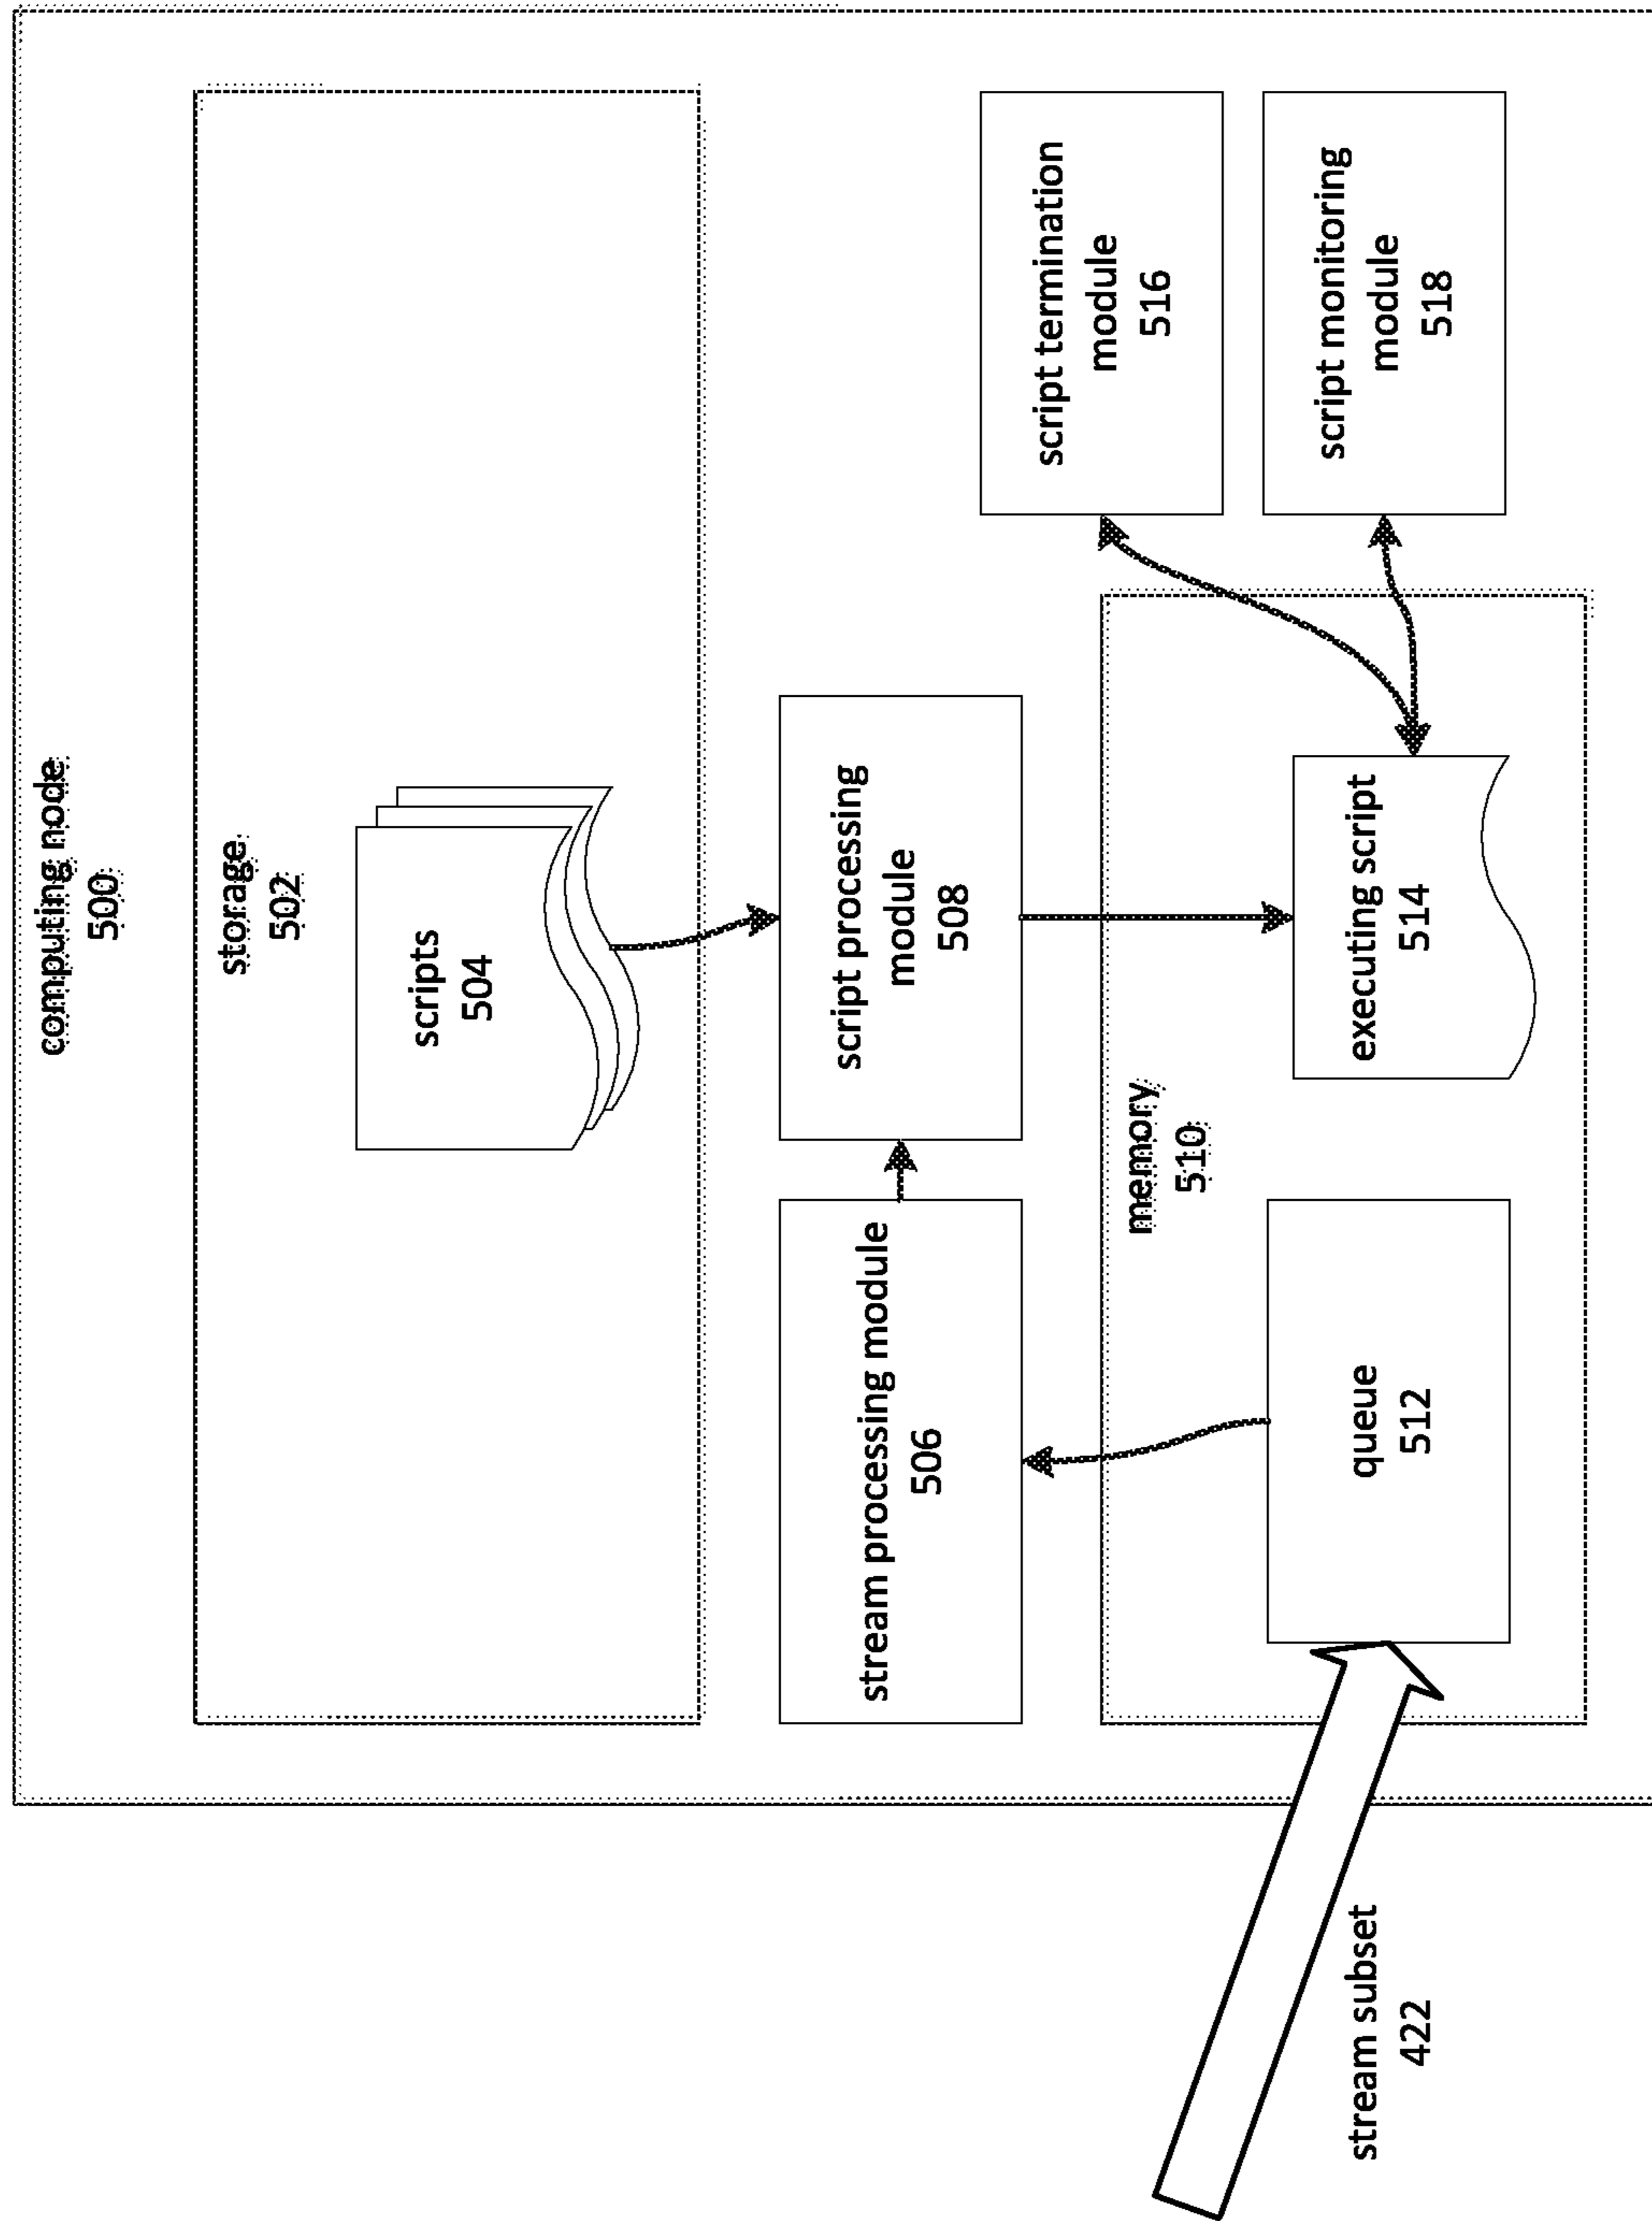 computing node
500
storage
502
scripts
504
stream processing module
506
script processing
module
508
script termination
module
516
script monitoring
module
518
memory
510
queue
512
executing script
514
stream subset
422